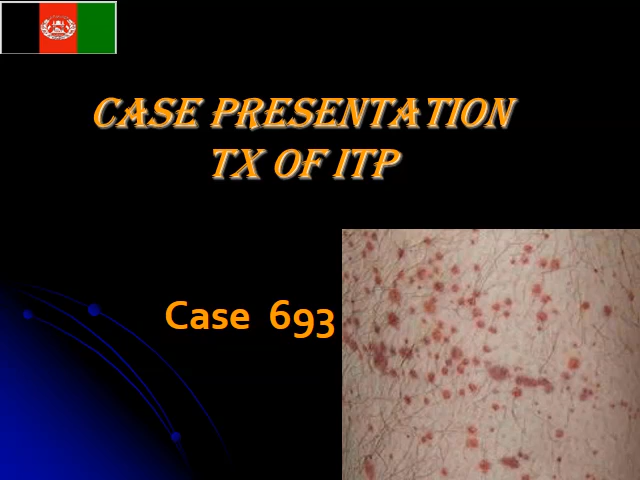 CASE PRESENTATION
TX OF ITP
Case 693